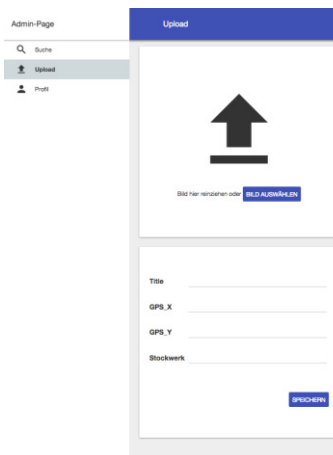 Admin-Page
Upload
Suche
Upload
Profil
Bild hier reinziehen oder BILD AUSWÄHLEN
Title
GPS_X
GPS_Y
Stockwerk
SPEICHERN